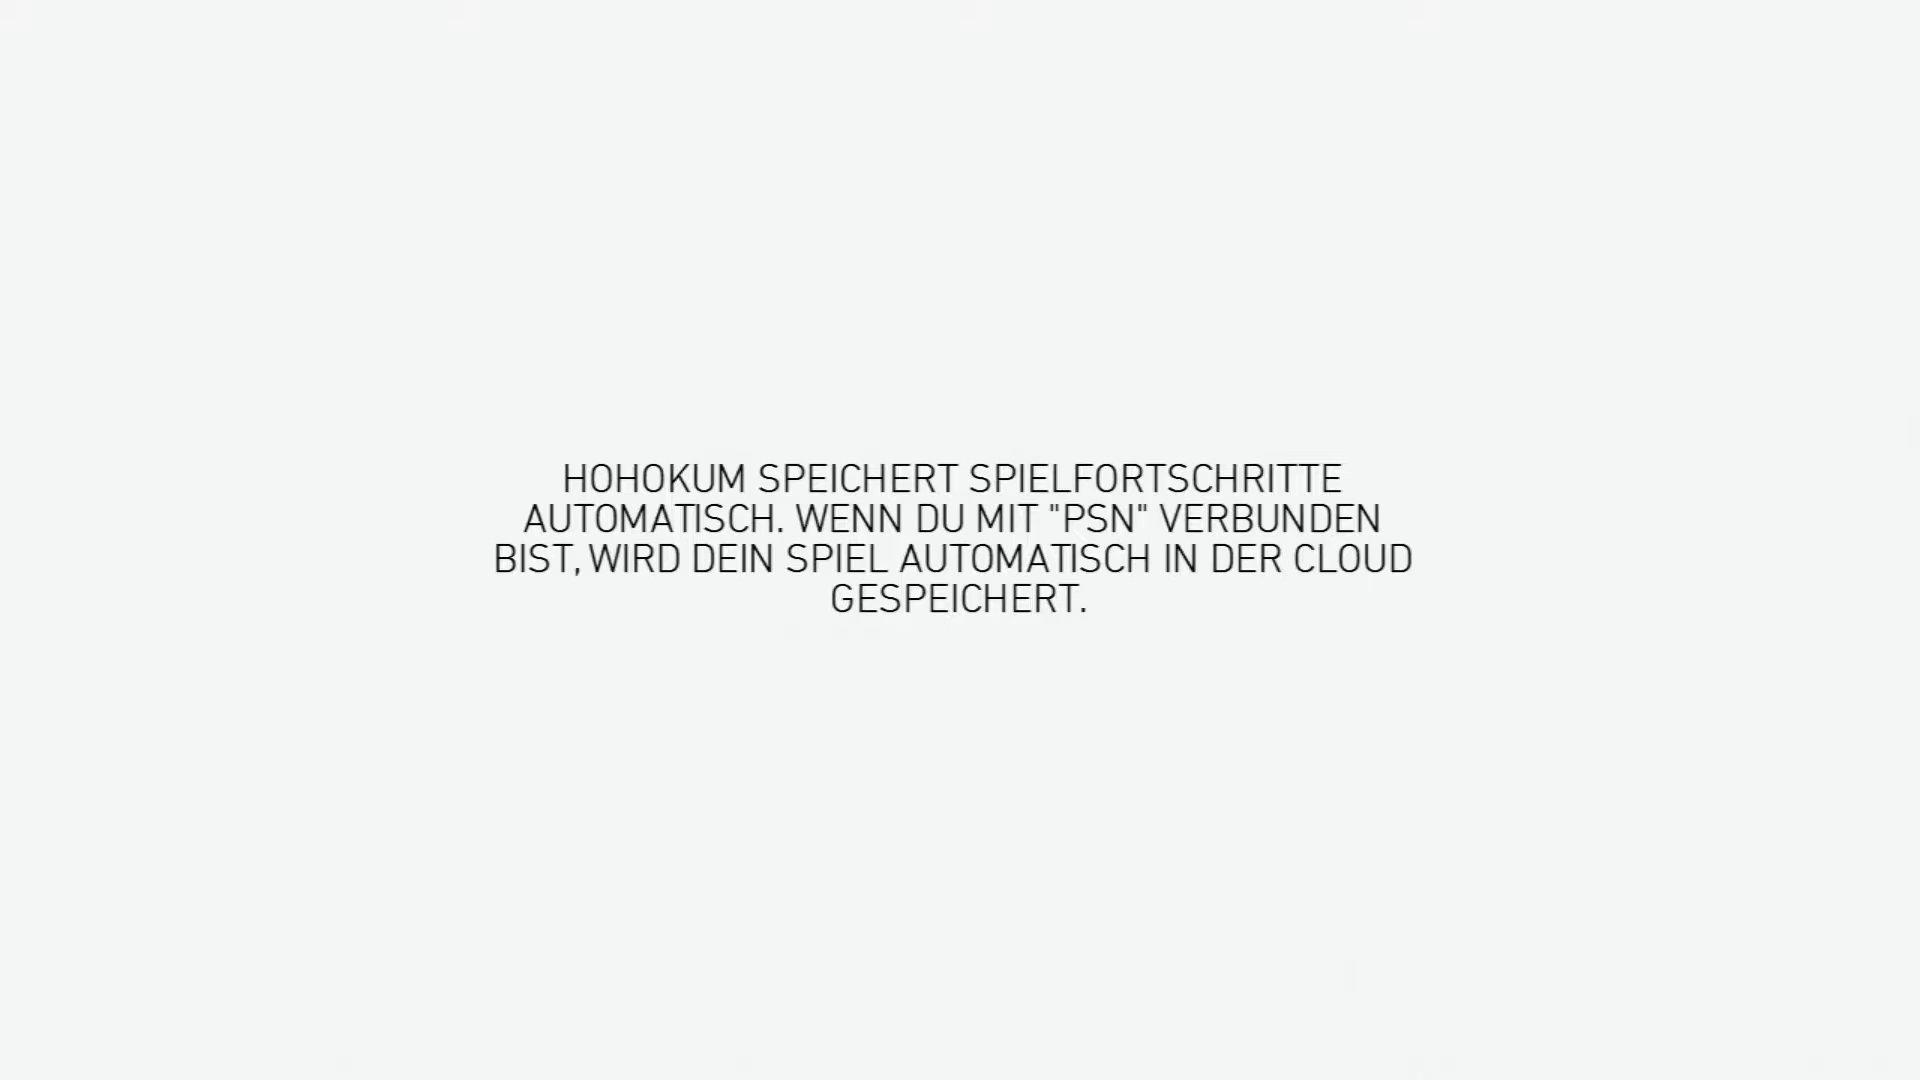 HOHOKUM SPEICHERT SPIELFORTSCHRITTE
AUTOMATISCH. WENN DU MIT "PSN" VERBUNDEN
BIST, WIRD DEIN SPIEL AUTOMATISCH IN DER CLOUD
GESPEICHERT.